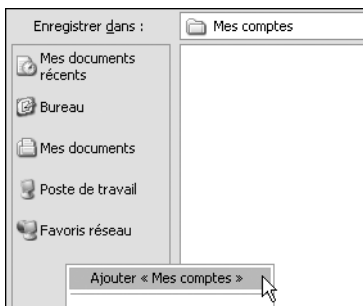 Enregistrer dans :
Mes comptes
Mes documents
récents
Bureau
Mes documents
Poste de travail
Favoris réseau
Ajouter « Mes comptes »